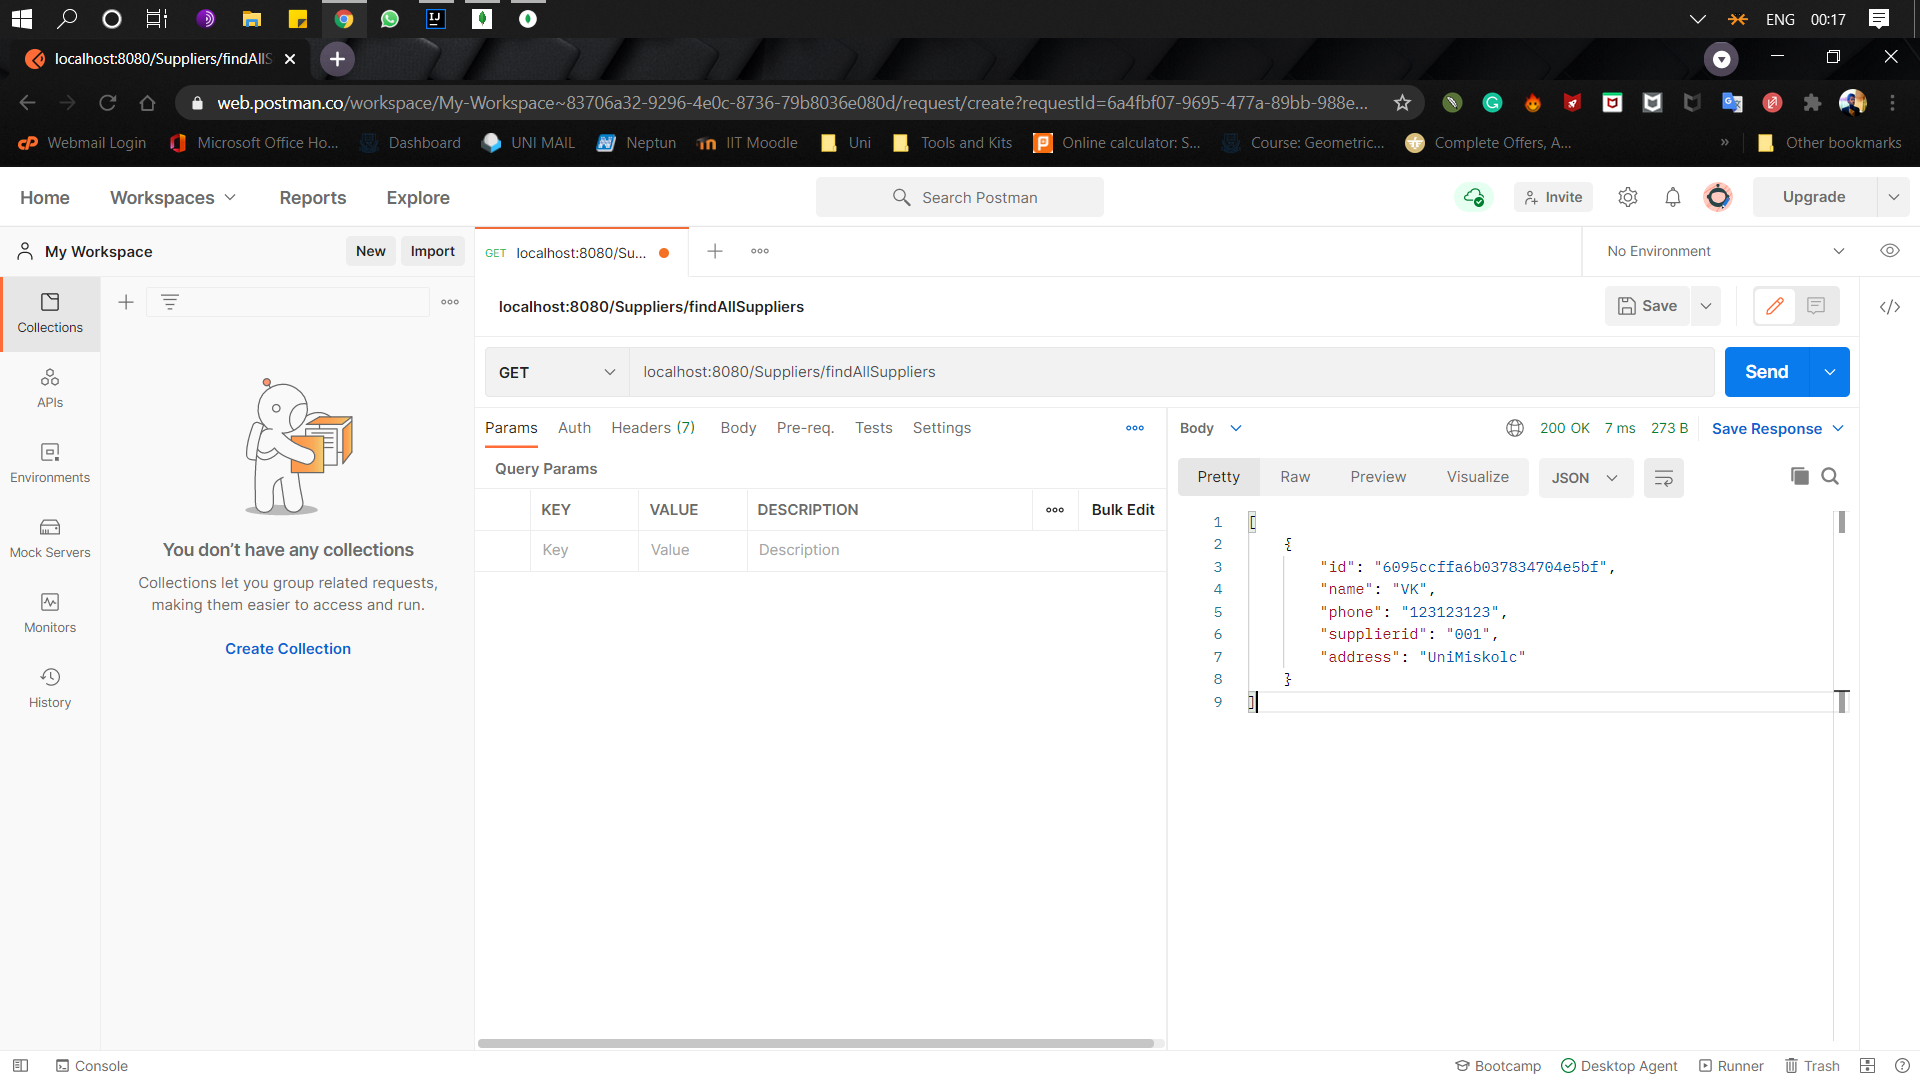 ENG 00:17
localhost:8080/Suppliers/findAllS
web.postman.co/workspace/My-Workspace~83706a32-9296-4e0c-8736-79b8036e080d/request/create?requestId=6a4fbf07-9695-477a-89bb-988e...
Webmail Login Microsoft Office Ho... Dashboard UNI MAIL Neptun IIT Moodle Uni Tools and Kits Online calculator: S... Course: Geometric... Complete Offers, A... » Other bookmarks
Home Workspaces Reports Explore Search Postman Invite Upgrade
My Workspace New Import GET localhost:8080/Su... No Environment
Collections
APIs
Environments
Mock Servers
Monitors
History
You don’t have any collections
Collections let you group related requests,
making them easier to access and run.
Create Collection
localhost:8080/Suppliers/findAllSuppliers Save
GET localhost:8080/Suppliers/findAllSuppliers Send
Params Auth Headers (7) Body Pre-req. Tests Settings
Query Params
KEY VALUE DESCRIPTION Bulk Edit
Key Value Description
Body 200 OK 7 ms 273 B Save Response
Pretty Raw Preview Visualize JSON
1 [
2 {
3 "id": "6095ccffa6b037834704e5bf",
4 "name": "VK",
5 "phone": "123123123",
6 "supplierid": "001",
7 "address": "UniMiskolc"
8 }
9 ]
Console Bootcamp Desktop Agent Runner Trash